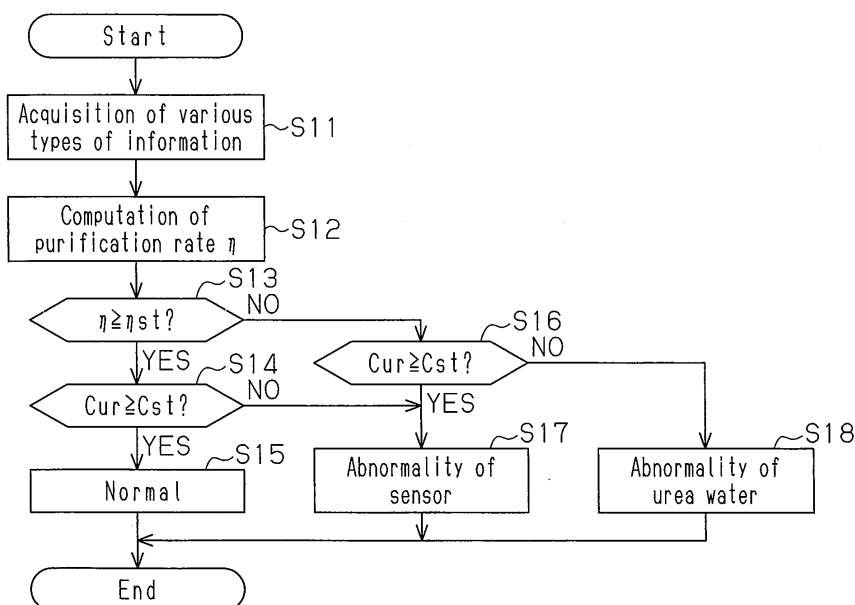 Start
Acquisition of various
types of information
S11
Computation of
purification rate η
S12
S13
η≧ηst?
NO
YES
S16
Cur≧Cst?
NO
YES
S14
Cur≧Cst?
NO
YES
S15
Normal
S17
Abnormality of
sensor
S18
Abnormality of
urea water
End